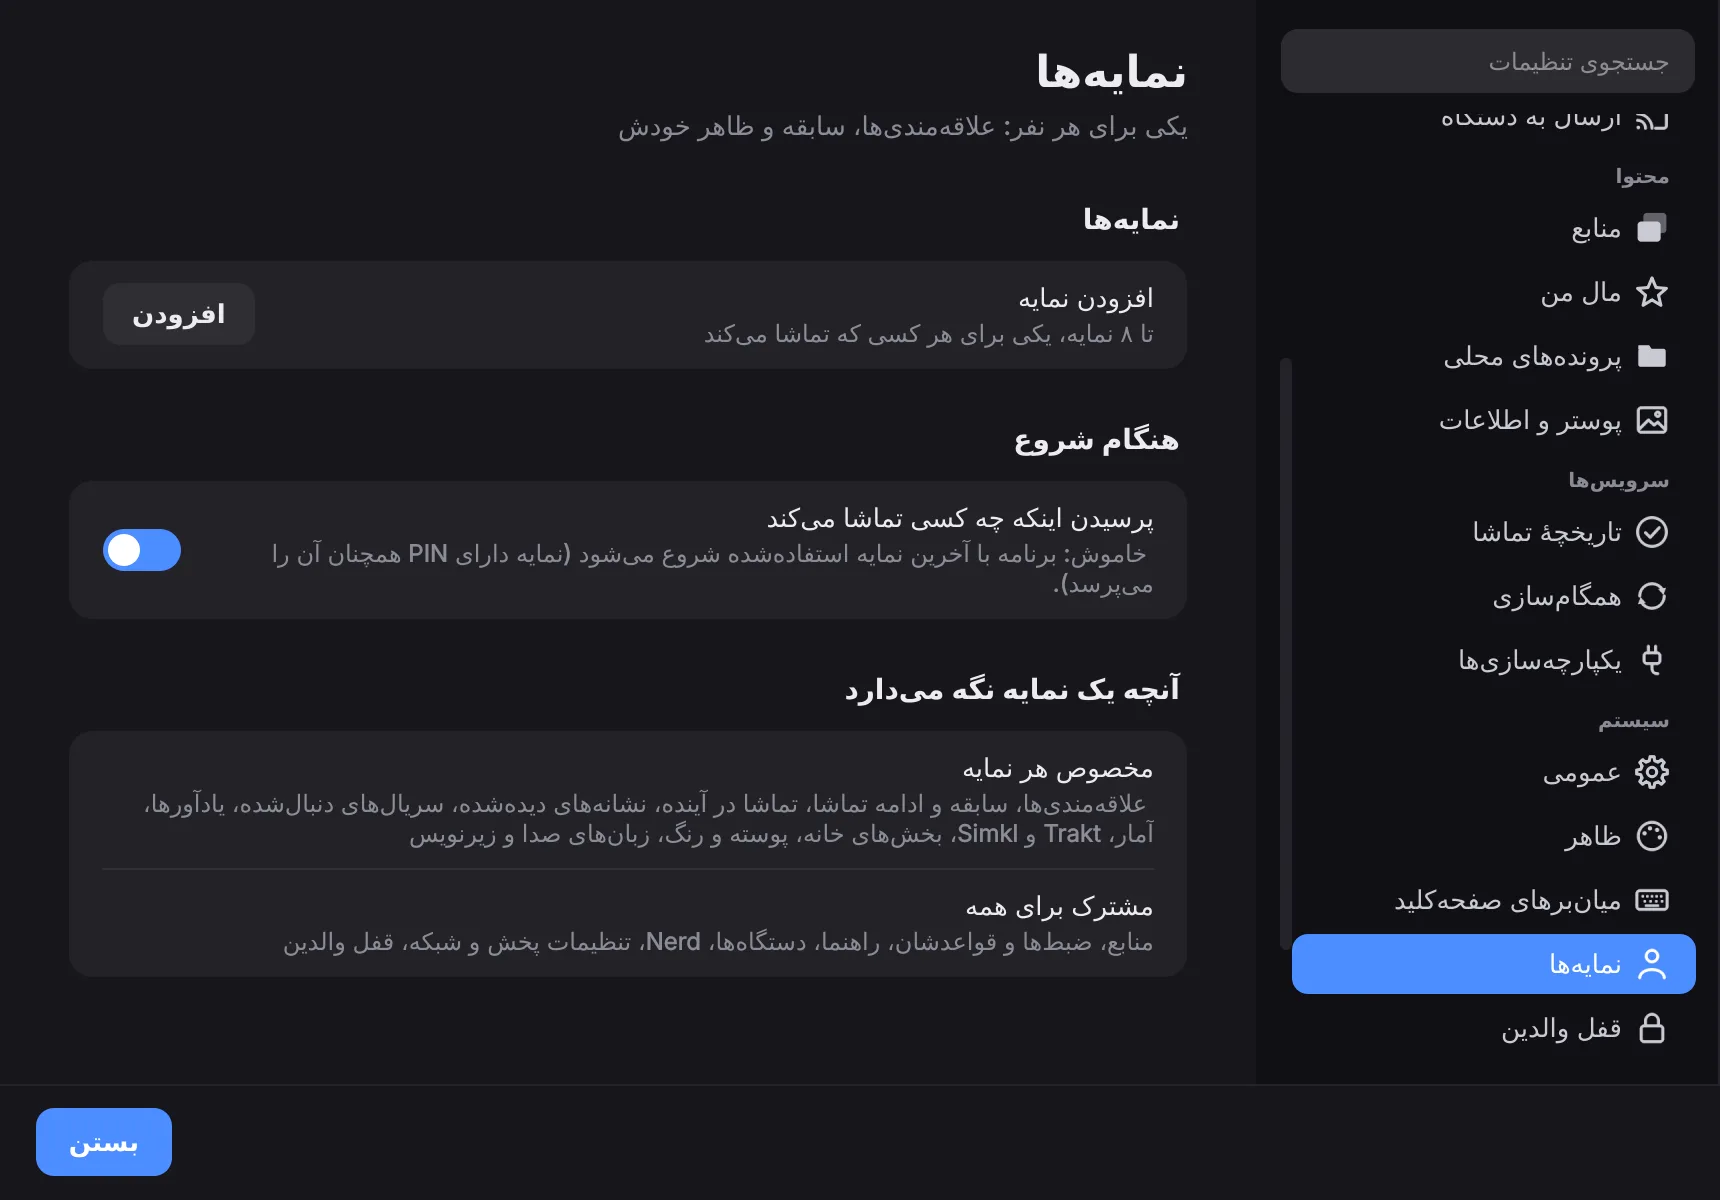 جستجوی تنظیمات
ارسال به دستگاه
محتوا
منابع
مال من
پرونده‌های محلی
پوستر و اطلاعات
سرویس‌ها
تاریخچهٔ تماشا
همگام‌سازی
یکپارچه‌سازی‌ها
سیستم
عمومی
ظاهر
میان‌برهای صفحه‌کلید
نمایه‌ها
قفل والدین
نمایه‌ها
یکی برای هر نفر: علاقه‌مندی‌ها، سابقه و ظاهر خودش
نمایه‌ها
افزودن نمایه
تا ۸ نمایه، یکی برای هر کسی که تماشا می‌کند
افزودن
هنگام شروع
پرسیدن اینکه چه کسی تماشا می‌کند
خاموش: برنامه با آخرین نمایه استفاده‌شده شروع می‌شود (نمایه دارای PIN همچنان آن را
می‌پرسد).
آنچه یک نمایه نگه می‌دارد
مخصوص هر نمایه
علاقه‌مندی‌ها، سابقه و ادامه تماشا، تماشا در آینده، نشانه‌های دیده‌شده، سریال‌های دنبال‌شده، یادآورها،
آمار، Trakt و Simkl، بخش‌های خانه، پوسته و رنگ، زبان‌های صدا و زیرنویس
مشترک برای همه
منابع، ضبط‌ها و قواعدشان، راهنما، دستگاه‌ها، Nerd، تنظیمات پخش و شبکه، قفل والدین
بستن